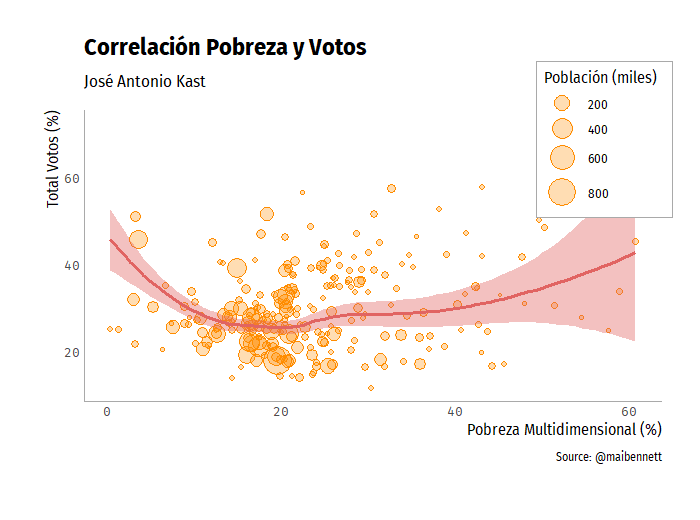 Correlación Pobreza y Votos
José Antonio Kast
Población (miles)
200
400
600
800
Total Votos (%)
60
40
20
0 20 40 60
Pobreza Multidimensional (%)
Source: @maibennett